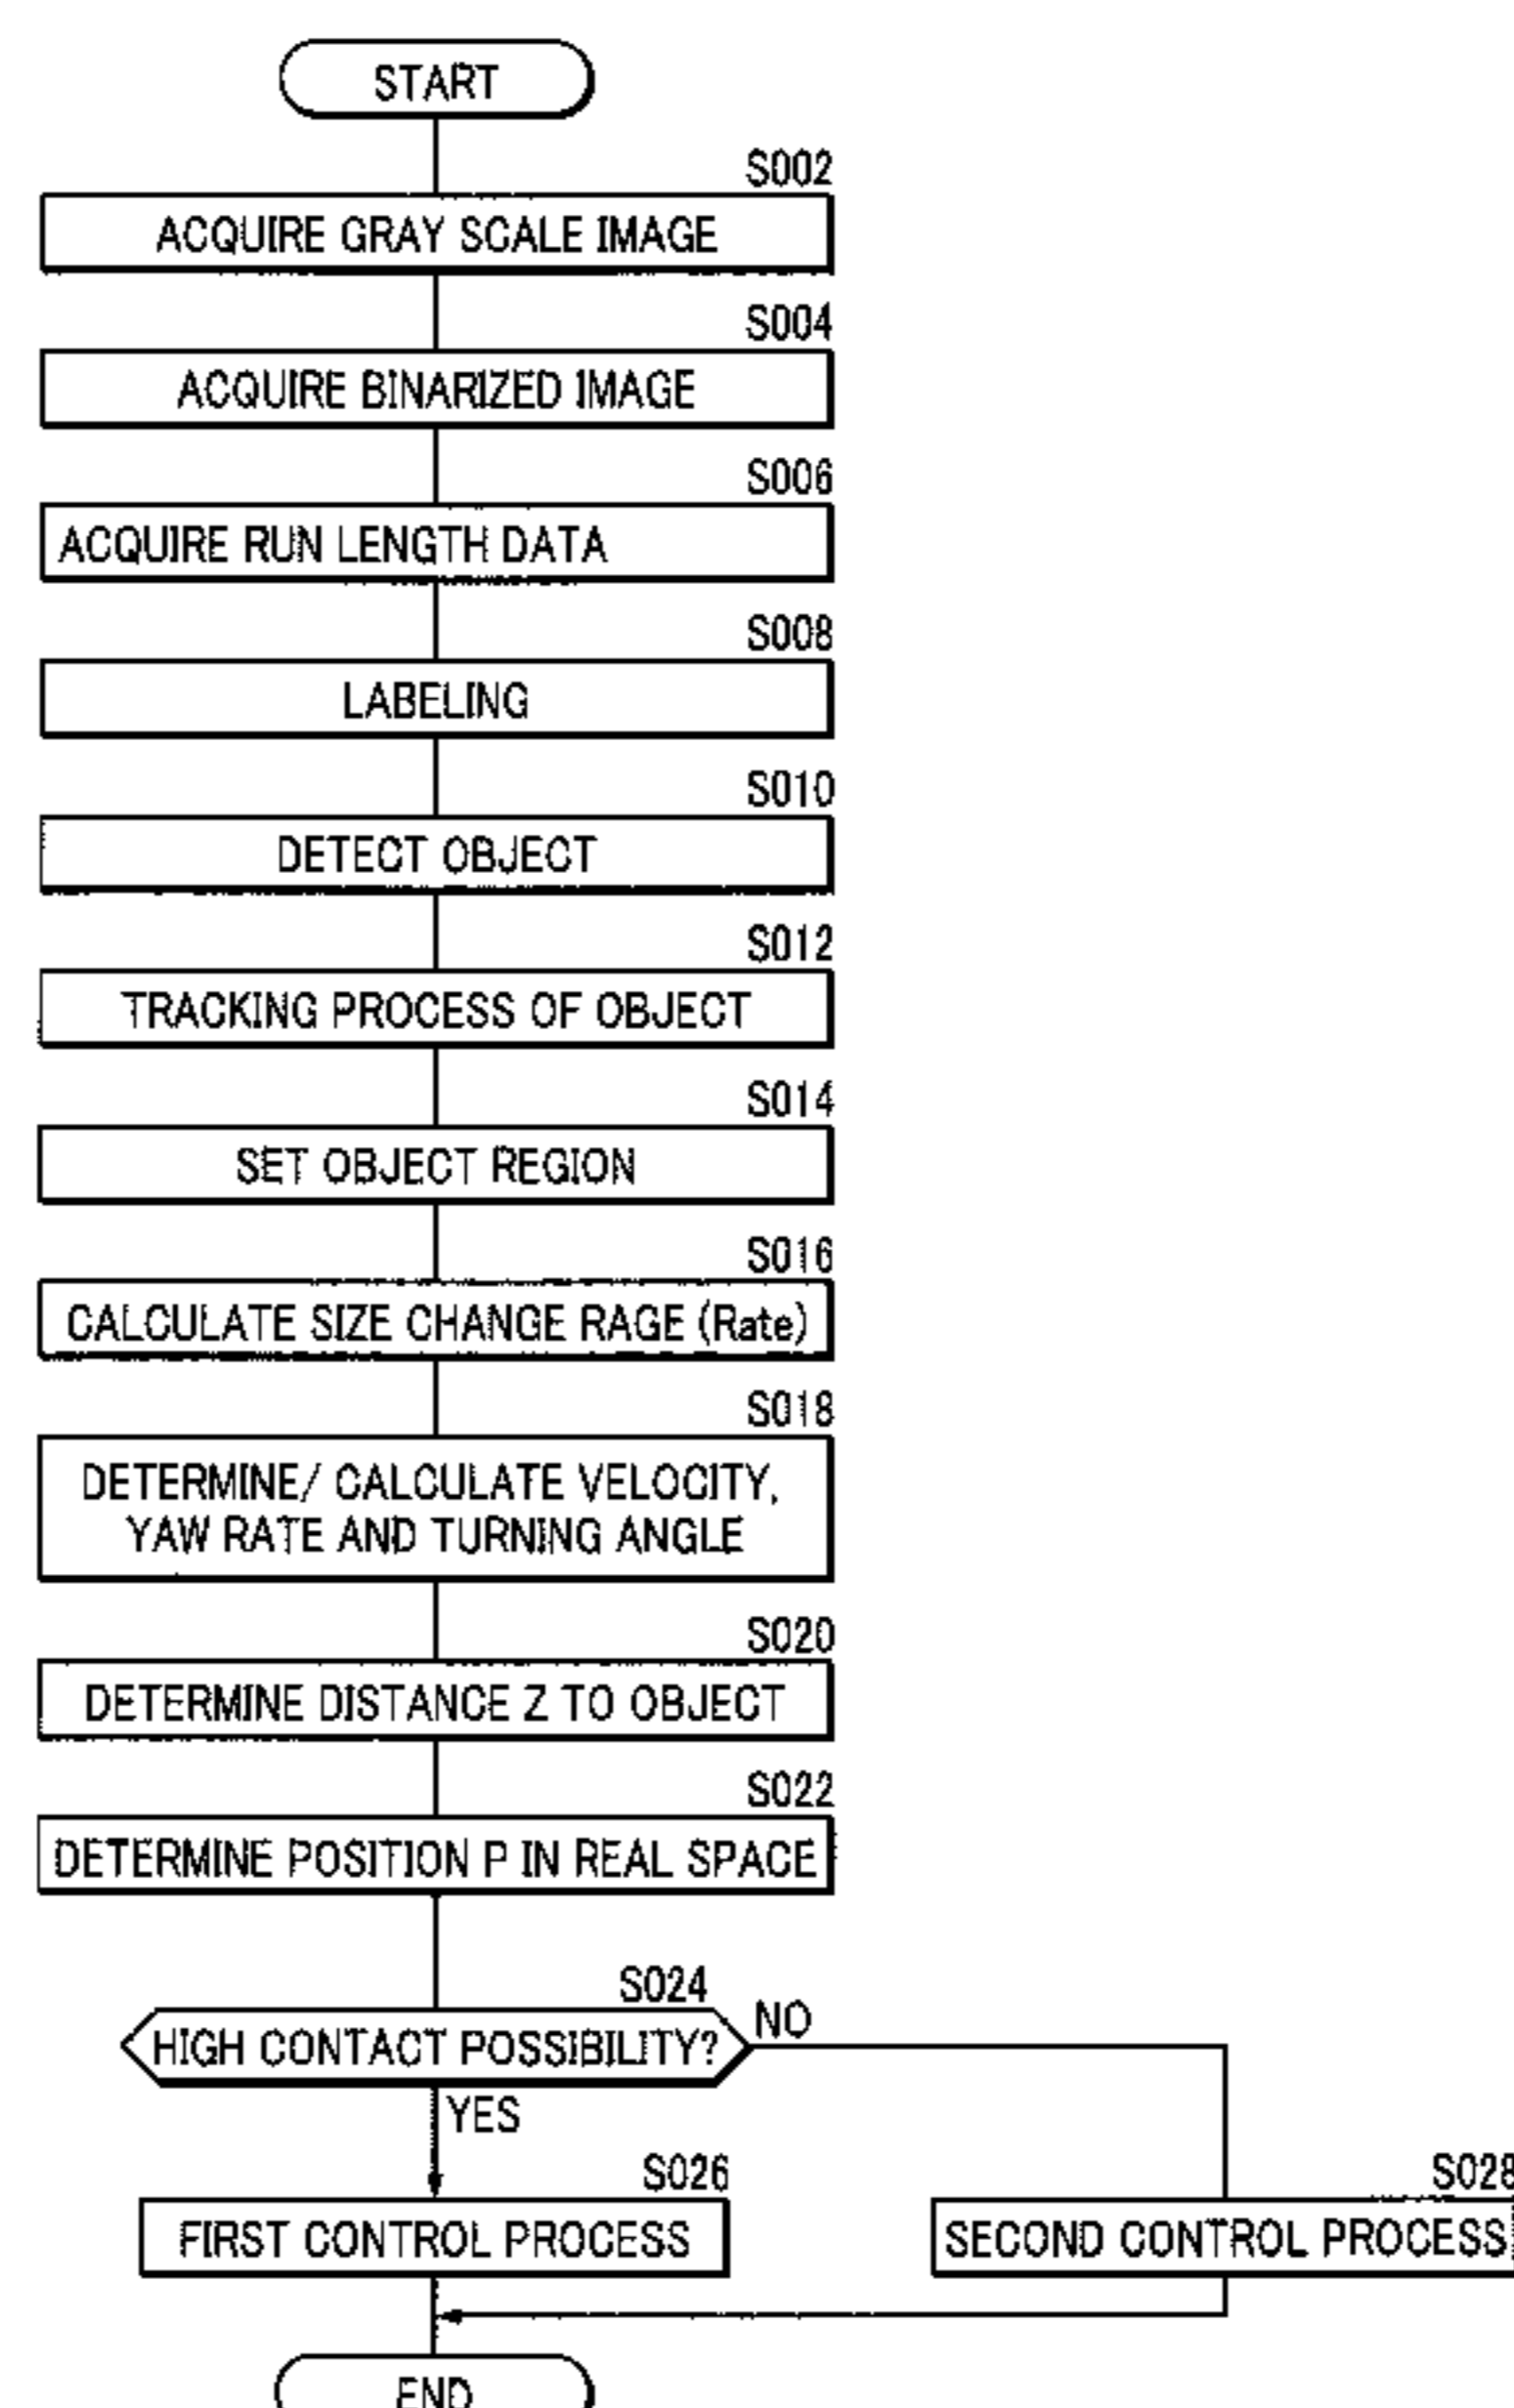 START
S002
ACQUIRE GRAY SCALE IMAGE
S004
ACQUIRE BINARIZED IMAGE
S006
ACQUIRE RUN LENGTH DATA
S008
LABELING
S010
DETECT OBJECT
S012
TRACKING PROCESS OF OBJECT
S014
SET OBJECT REGION
S016
CALCULATE SIZE CHANGE RAGE (Rate)
S018
DETERMINE/ CALCULATE VELOCITY,
YAW RATE AND TURNING ANGLE
S020
DETERMINE DISTANCE Z TO OBJECT
S022
DETERMINE POSITION P IN REAL SPACE
S024
HIGH CONTACT POSSIBILITY?
NO
YES
S026
FIRST CONTROL PROCESS
S028
SECOND CONTROL PROCESS
END